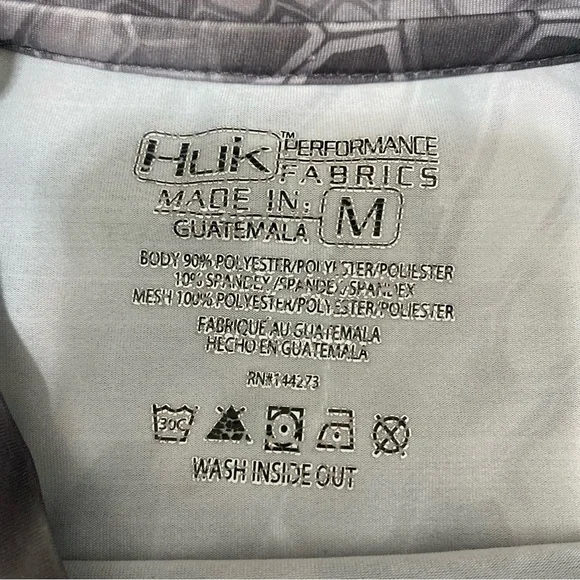 HUK™ PERFORMANCE
FABRICS
MADE IN: M
GUATEMALA
BODY 90% POLYESTER/POLYESTER/POLIESTER
10% SPANDEX/SPANDEX/SPANDEX
MESH 100% POLYESTER/POLYESTER/POLIESTER
FABRIQUE AU GUATEMALA
HECHO EN GUATEMALA
RN#144273
30C
WASH INSIDE OUT